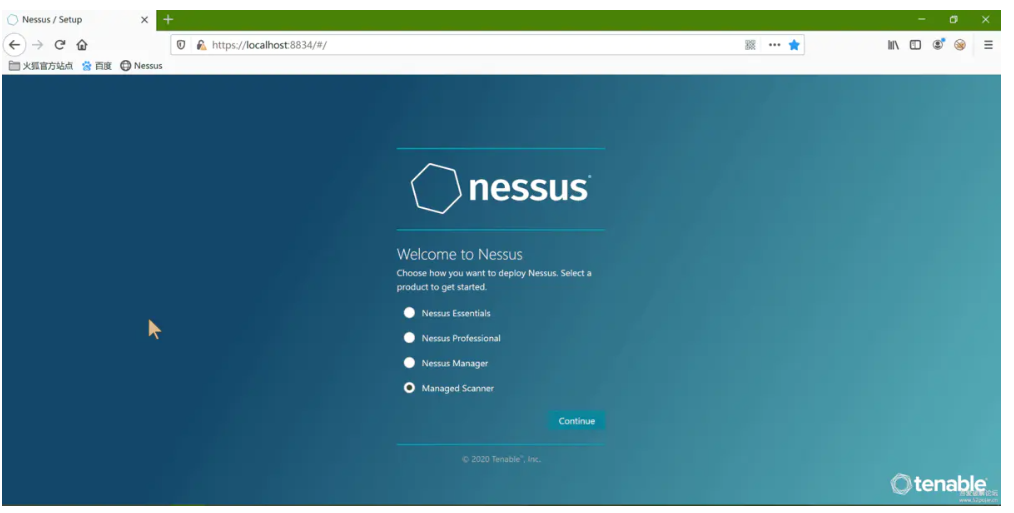 Nessus / Setup
https://localhost:8834/#/
火狐官方站点 百度 Nessus
nessus
Welcome to Nessus
Choose how you want to deploy Nessus. Select a
product to get started.
Nessus Essentials
Nessus Professional
Nessus Manager
Managed Scanner
Continue
© 2020 Tenable™, Inc.
tenable